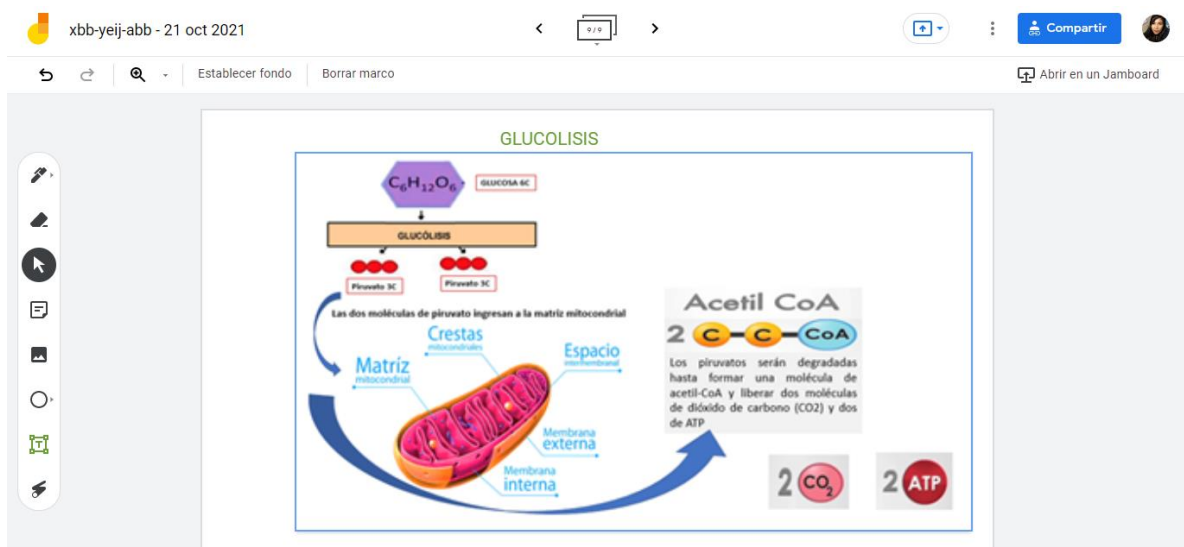 xbb-yeij-abb - 21 oct 2021
9 / 9
Compartir
Establecer fondo
Borrar marco
Abrir en un Jamboard
GLUCOLISIS
C6H12O6
GLUCOSA 6C
GLUCÓLISIS
Piruvato 3C
Piruvato 3C
Las dos moléculas de piruvato ingresan a la matriz mitocondrial
Crestas
mitocondriales
Matríz
mitocondrial
Espacio
intermembranal
Membrana
externa
Membrana
interna
Acetil CoA
2 C C CoA
Los piruvatos serán degradadas
hasta formar una molécula de
acetil-CoA y liberar dos moléculas
de dióxido de carbono (CO2) y dos
de ATP
2 CO2
2 ATP